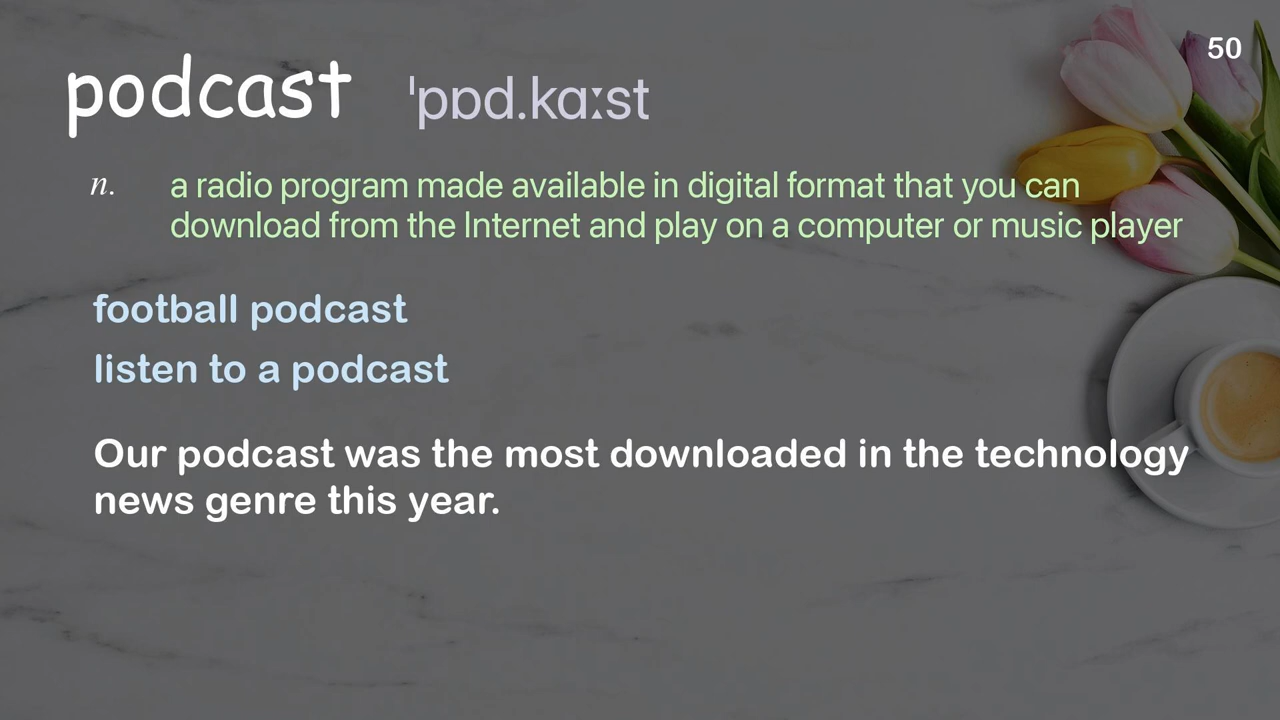 50
podcast ˈpɒd.kɑːst
n. a radio program made available in digital format that you can
download from the Internet and play on a computer or music player
football podcast
listen to a podcast
Our podcast was the most downloaded in the technology
news genre this year.